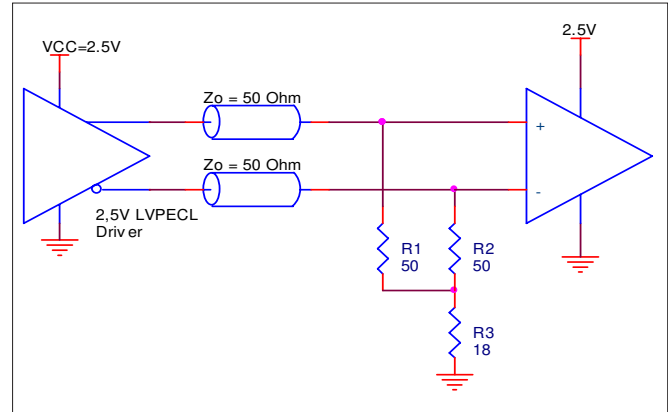 VCC=2.5V
2.5V
Zo = 50 Ohm
+
Zo = 50 Ohm
-
2,5V LVPECL
Driver
R1
50
R2
50
R3
18